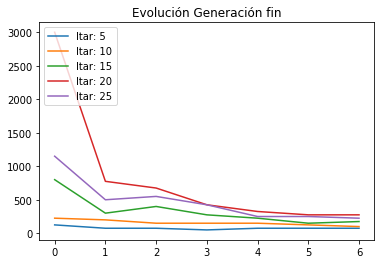 Evolución Generación fin
3000
2500
2000
1500
1000
500
0
Itar: 5
Itar: 10
Itar: 15
Itar: 20
Itar: 25
0 1 2 3 4 5 6